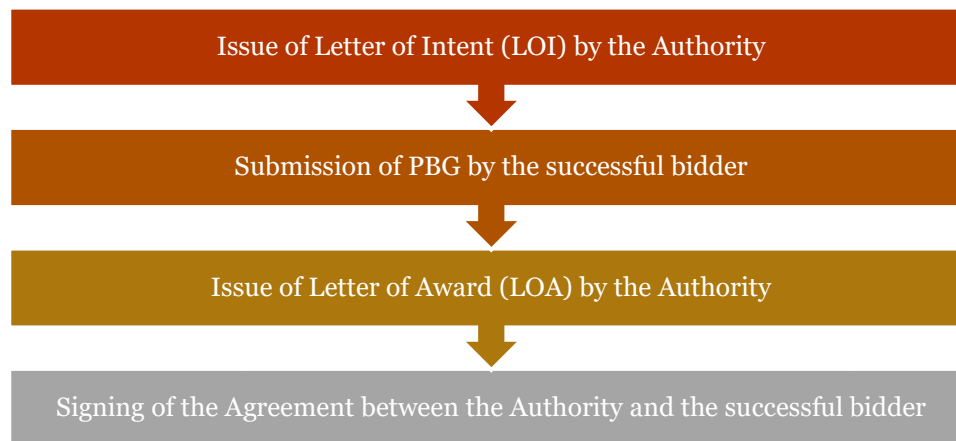 Issue of Letter of Intent (LOI) by the Authority
Submission of PBG by the successful bidder
Issue of Letter of Award (LOA) by the Authority
Signing of the Agreement between the Authority and the successful bidder